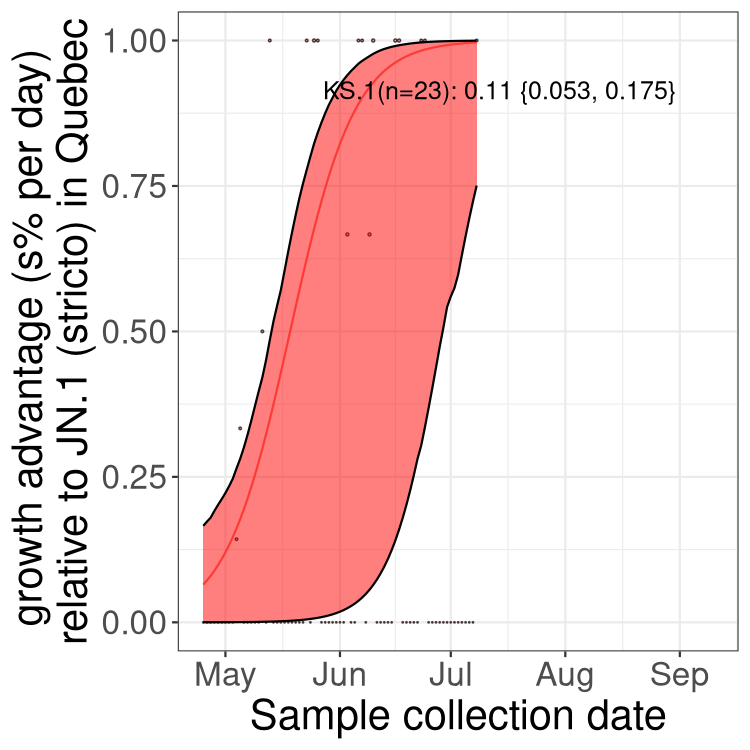 growth advantage (s% per day)
relative to JN.1 (stricto) in Quebec
1.00
0.75
0.50
0.25
0.00
KS.1(n=23): 0.11 {0.053, 0.175}
May Jun Jul Aug Sep
Sample collection date